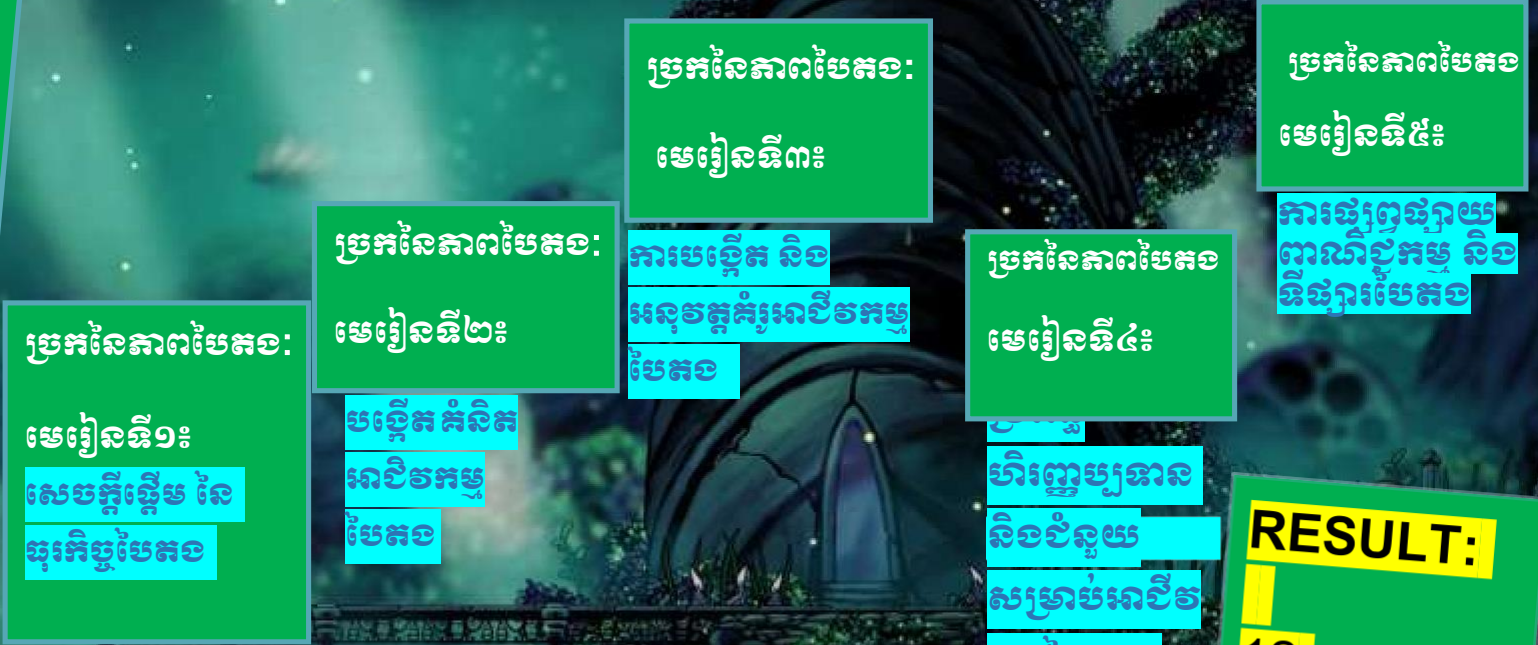 ច្រកនៃភាពបៃតង:
មេរៀនទី១៖
សេចក្តីផ្តើម នៃ
ធុរកិច្ចបៃតង
ច្រកនៃភាពបៃតង:
មេរៀនទី២៖
បង្កើត គំនិត
អាជីវកម្ម
បៃតង
ច្រកនៃភាពបៃតង:
មេរៀនទី៣៖
ការបង្កើត និង
អនុវត្តគំរូអាជីវកម្ម
បៃតង
ច្រកនៃភាពបៃតង
មេរៀនទី៤៖
ហិរញ្ញប្បទាន
និងជំនួយ
សម្រាប់អាជីវ
ច្រកនៃភាពបៃតង
មេរៀនទី៥៖
ការផ្សព្វផ្សាយ
ពាណិជ្ជកម្ម និង
ទីផ្សារបៃតង
RESULT: